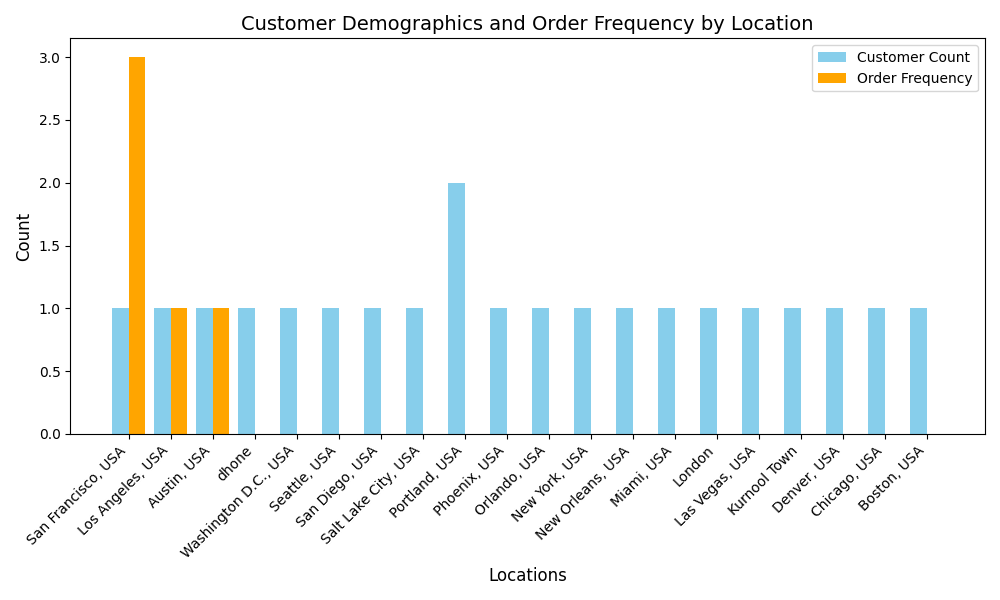 Customer Demographics and Order Frequency by Location
Customer Count
Order Frequency
Count
3.0
2.5
2.0
1.5
1.0
0.5
0.0
San Francisco, USA
Los Angeles, USA
Austin, USA
dhone
Washington D.C., USA
Seattle, USA
San Diego, USA
Salt Lake City, USA
Portland, USA
Phoenix, USA
Orlando, USA
New York, USA
New Orleans, USA
Miami, USA
London
Las Vegas, USA
Kurnool Town
Denver, USA
Chicago, USA
Boston, USA
Locations